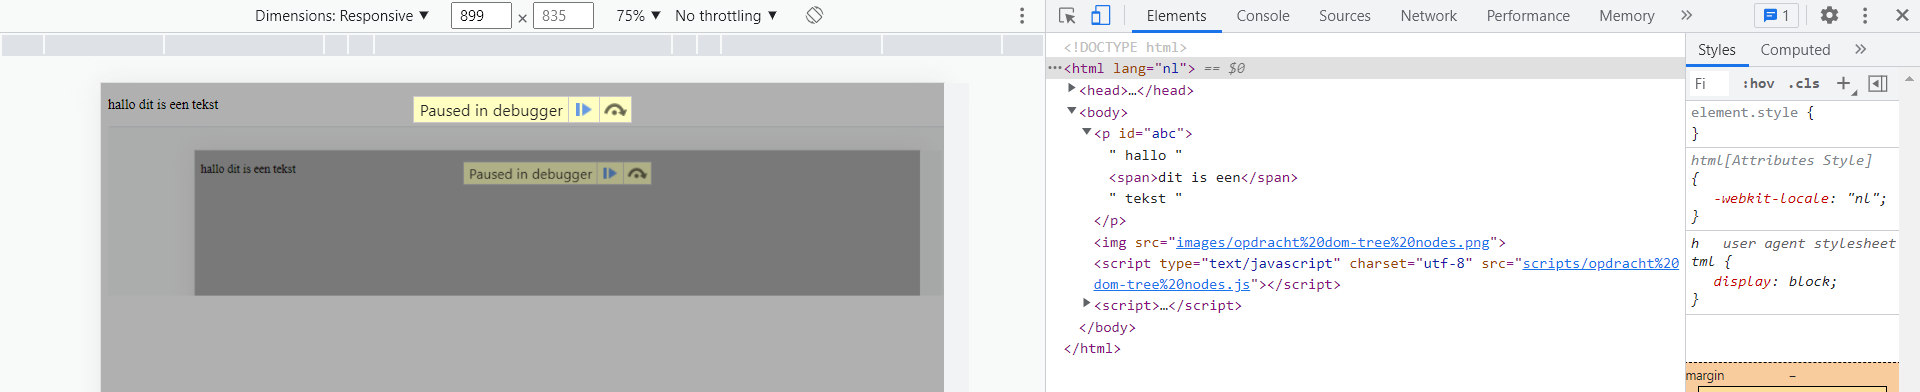 Dimensions: Responsive ▼ 899 × 835 75% ▼ No throttling ▼
hallo dit is een tekst
Paused in debugger
hallo dit is een tekst
Paused in debugger
Elements Console Sources Network Performance Memory » 1
<!DOCTYPE html>
···<html lang="nl"> == $0
▶<head>…</head>
▼<body>
▼<p id="abc">
" hallo "
<span>dit is een</span>
" tekst "
</p>
<img src="images/opdracht%20dom-tree%20nodes.png">
<script type="text/javascript" charset="utf-8" src="scripts/opdracht%20
dom-tree%20nodes.js"></script>
▶<script>…</script>
</body>
</html>
Styles Computed »
Fi :hov .cls +
element.style {
}
html[Attributes Style]
{
-webkit-locale: "nl";
}
h user agent stylesheet
tml {
display: block;
}
margin –